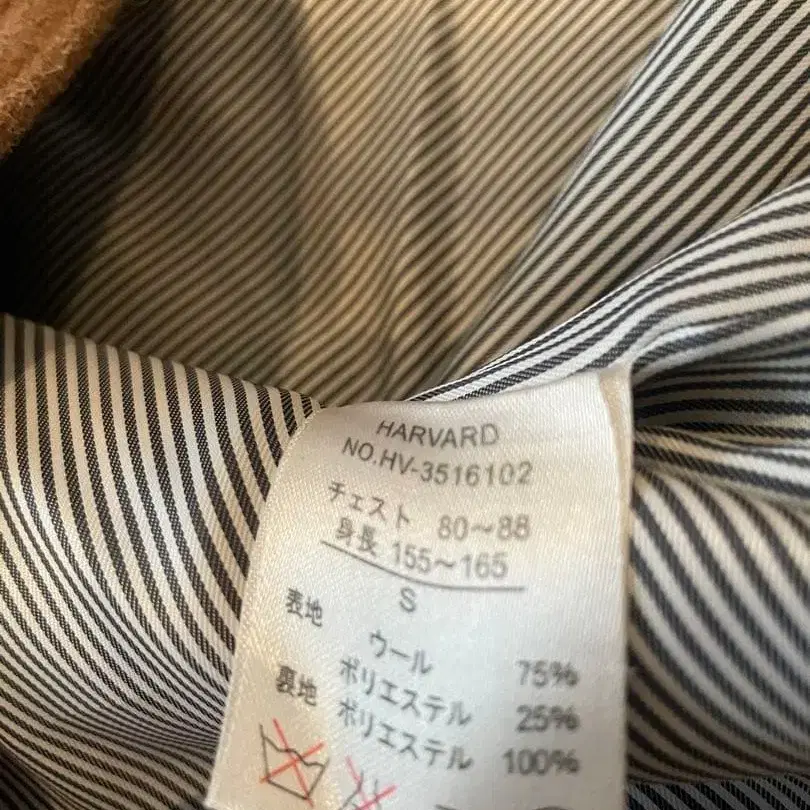 HARVARD
NO.HV-3516102
チェスト 80～88
身長 155～165
S
表地 ウール 75%
ポリエステル 25%
裏地 ポリエステル 100%